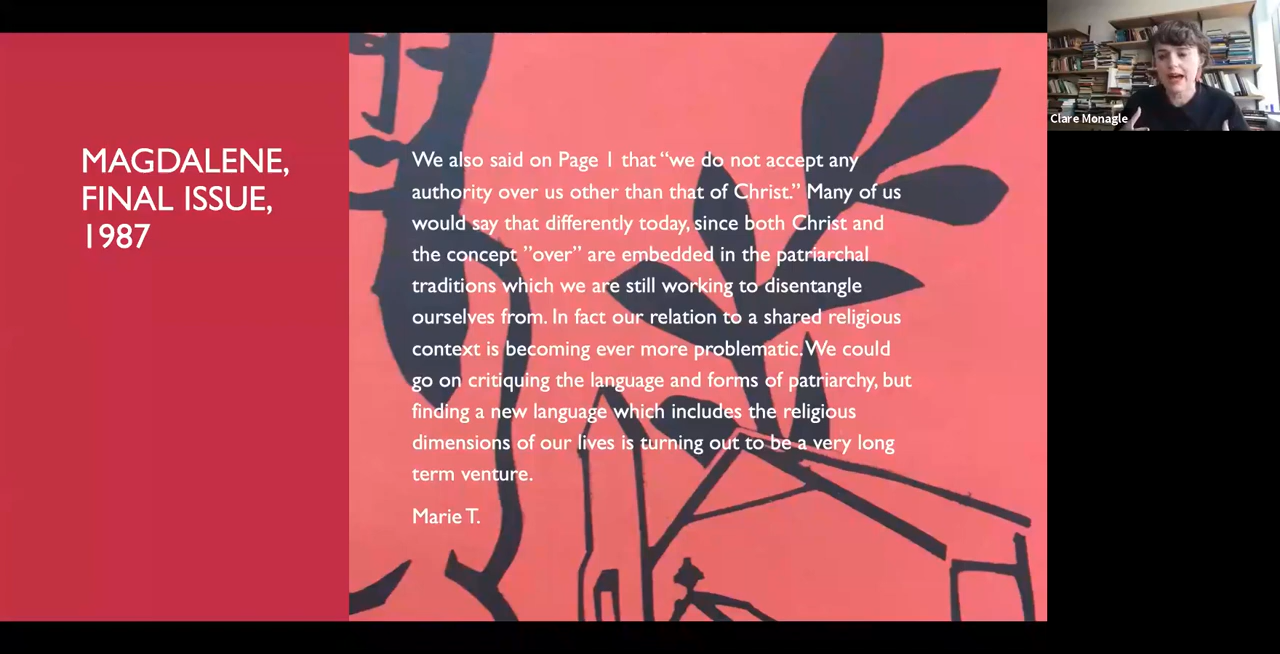 MAGDALENE,
FINAL ISSUE,
1987
We also said on Page 1 that “we do not accept any
authority over us other than that of Christ.” Many of us
would say that differently today, since both Christ and
the concept ”over” are embedded in the patriarchal
traditions which we are still working to disentangle
ourselves from. In fact our relation to a shared religious
context is becoming ever more problematic. We could
go on critiquing the language and forms of patriarchy, but
finding a new language which includes the religious
dimensions of our lives is turning out to be a very long
term venture.
Marie T.
Clare Monagle